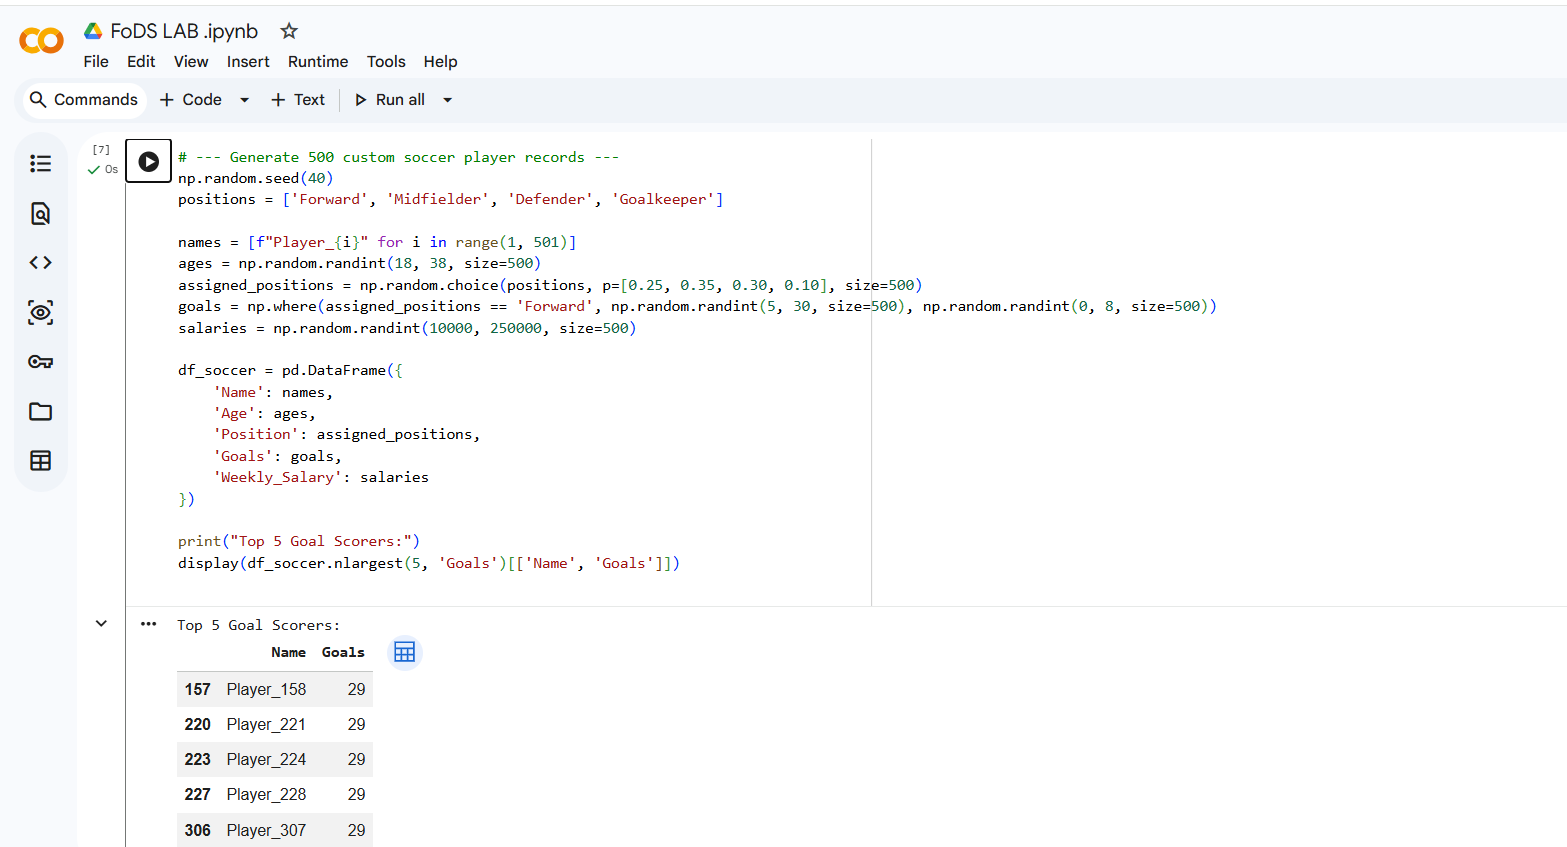 FoDS LAB .ipynb
File Edit View Insert Runtime Tools Help
Commands + Code + Text Run all
[7]
0s
# --- Generate 500 custom soccer player records ---
np.random.seed(40)
positions = ['Forward', 'Midfielder', 'Defender', 'Goalkeeper']
names = [f"Player_{i}" for i in range(1, 501)]
ages = np.random.randint(18, 38, size=500)
assigned_positions = np.random.choice(positions, p=[0.25, 0.35, 0.30, 0.10], size=500)
goals = np.where(assigned_positions == 'Forward', np.random.randint(5, 30, size=500), np.random.randint(0, 8, size=500))
salaries = np.random.randint(10000, 250000, size=500)
df_soccer = pd.DataFrame({
    'Name': names,
    'Age': ages,
    'Position': assigned_positions,
    'Goals': goals,
    'Weekly_Salary': salaries
})
print("Top 5 Goal Scorers:")
display(df_soccer.nlargest(5, 'Goals')[['Name', 'Goals']])
Top 5 Goal Scorers:
Name Goals
157 Player_158 29
220 Player_221 29
223 Player_224 29
227 Player_228 29
306 Player_307 29